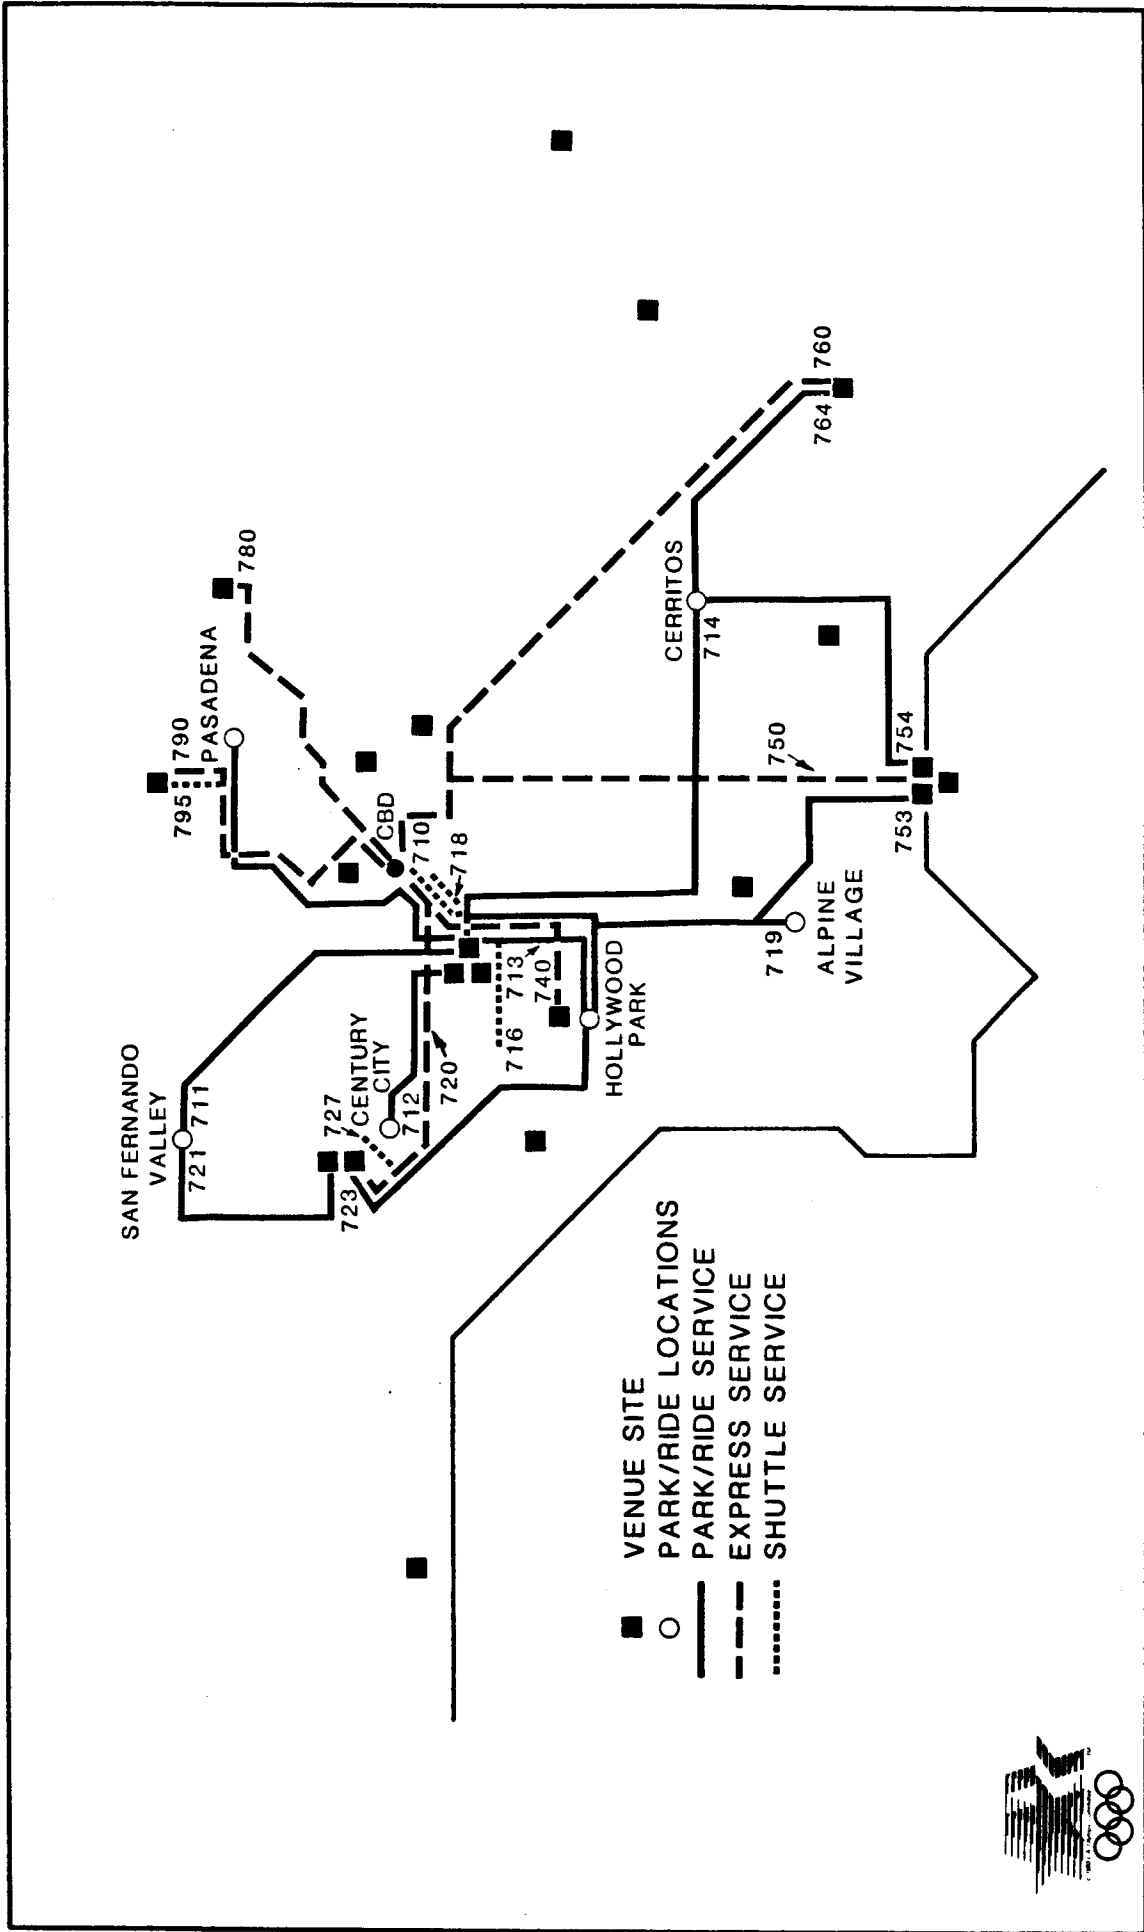 SAN FERNANDO
VALLEY
721
711
795
790
PASADENA
780
723
727
CENTURY
CITY
712
720
CBD
710
718
716
713
740
HOLLYWOOD
PARK
CERRITOS
714
764
760
719
ALPINE
VILLAGE
750
753
754
VENUE SITE
PARK/RIDE LOCATIONS
PARK/RIDE SERVICE
EXPRESS SERVICE
SHUTTLE SERVICE